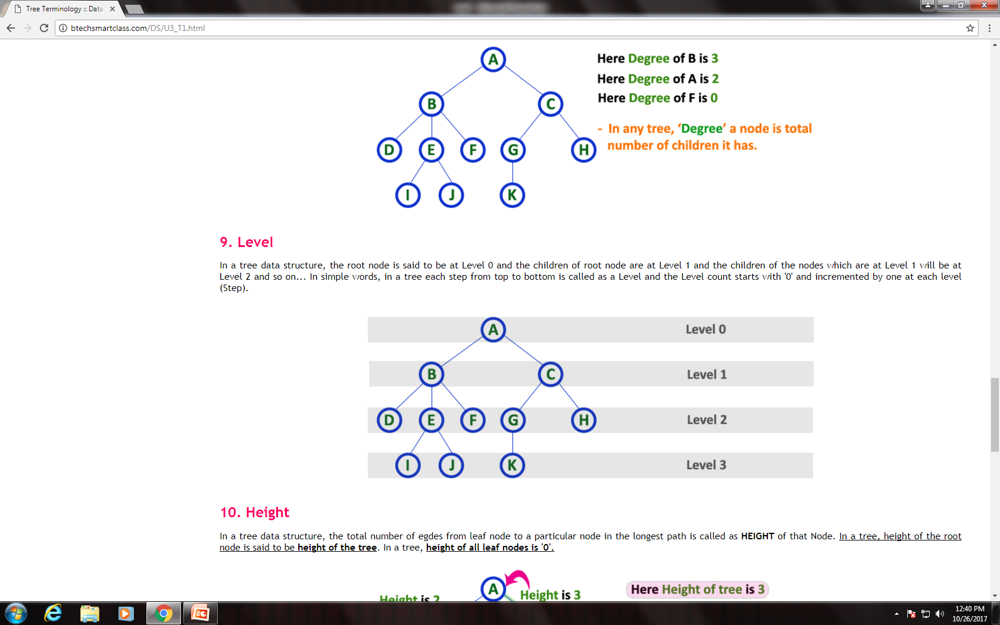 Tree Terminology :: Data
btechsmartclass.com/DS/U3_T1.html
A
Here Degree of B is 3
Here Degree of A is 2
Here Degree of F is 0
B
C
- In any tree, ‘Degree’ a node is total
number of children it has.
D
E
F
G
H
I
J
K
9. Level
In a tree data structure, the root node is said to be at Level 0 and the children of root node are at Level 1 and the children of the nodes which are at Level 1 will be at
Level 2 and so on... In simple words, in a tree each step from top to bottom is called as a Level and the Level count starts with '0' and incremented by one at each level
(Step).
A Level 0
B C Level 1
D E F G H Level 2
I J K Level 3
10. Height
In a tree data structure, the total number of egdes from leaf node to a particular node in the longest path is called as HEIGHT of that Node. In a tree, height of the root
node is said to be height of the tree. In a tree, height of all leaf nodes is '0'.
A
Height is 2
Height is 3
Here Height of tree is 3
12:40 PM
10/26/2017